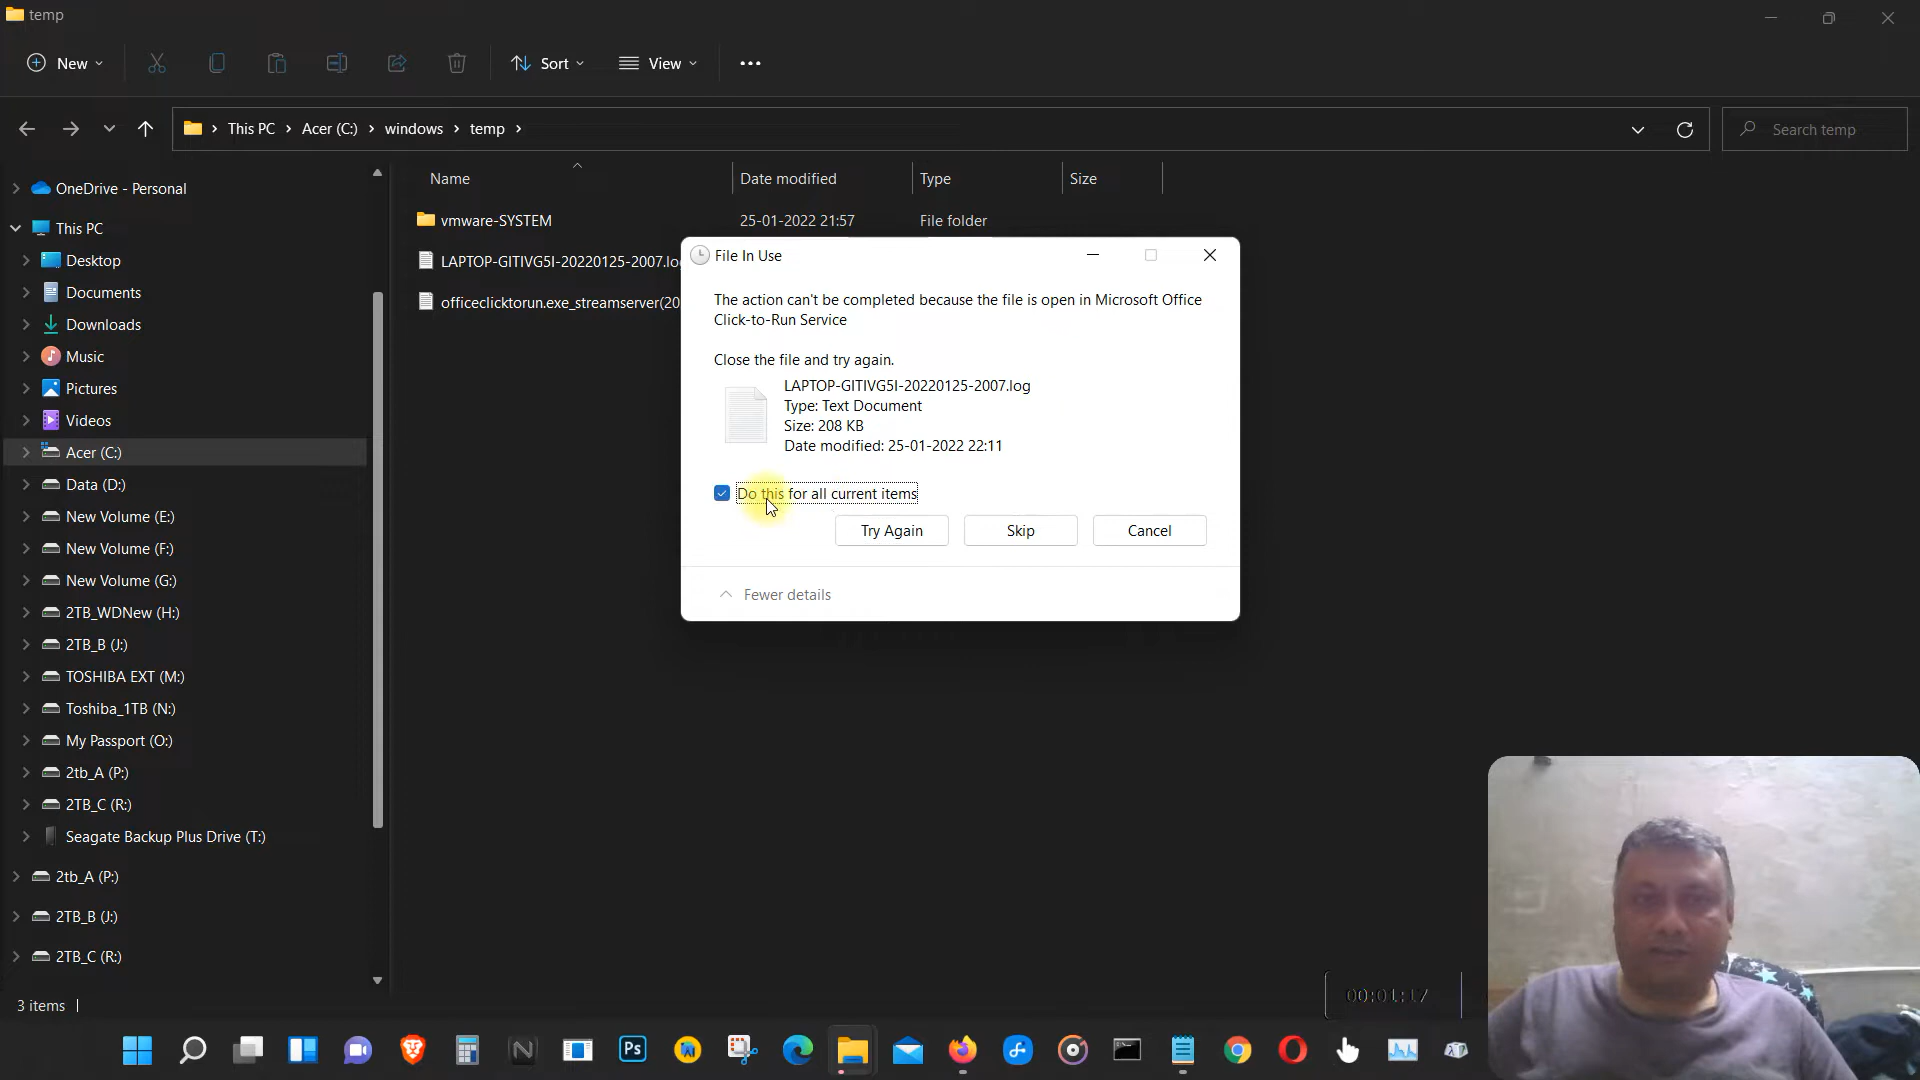 temp
New
Sort
View
This PC
Acer (C:)
windows
temp
Search temp
OneDrive - Personal
This PC
Desktop
Documents
Downloads
Music
Pictures
Videos
Acer (C:)
Data (D:)
New Volume (E:)
New Volume (F:)
New Volume (G:)
2TB_WDNew (H:)
2TB_B (J:)
TOSHIBA EXT (M:)
Toshiba_1TB (N:)
My Passport (O:)
2tb_A (P:)
2TB_C (R:)
Seagate Backup Plus Drive (T:)
2tb_A (P:)
2TB_B (J:)
2TB_C (R:)
3 items
Name
Date modified
Type
Size
vmware-SYSTEM
25-01-2022 21:57
File folder
LAPTOP-GITIVG5I-20220125-2007.lo
officeclicktorun.exe_streamserver(20
File In Use
The action can't be completed because the file is open in Microsoft Office
Click-to-Run Service
Close the file and try again.
LAPTOP-GITIVG5I-20220125-2007.log
Type: Text Document
Size: 208 KB
Date modified: 25-01-2022 22:11
Do this for all current items
Try Again
Skip
Cancel
Fewer details
00:01:17
Ps